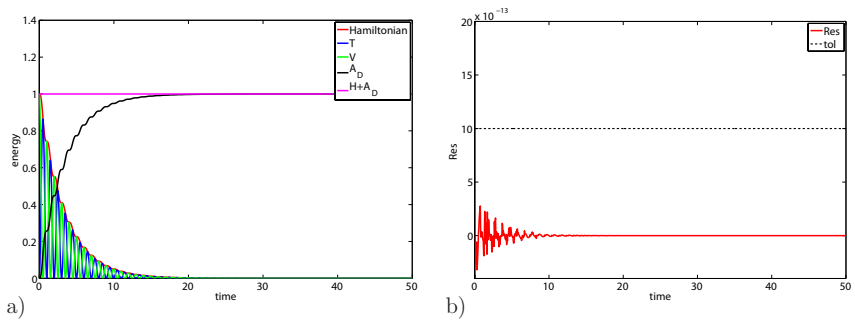 1.4
1.2
1
0.8
0.6
0.4
0.2
0
energy
0 10 20 30 40 50
time
Hamiltonian
T
V
A_D
H+A_D
a)
x 10^-13
20
15
10
5
0
Res
0 10 20 30 40 50
time
Res
tol
b)